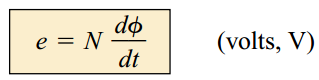 e = N dϕ/dt (volts, V)